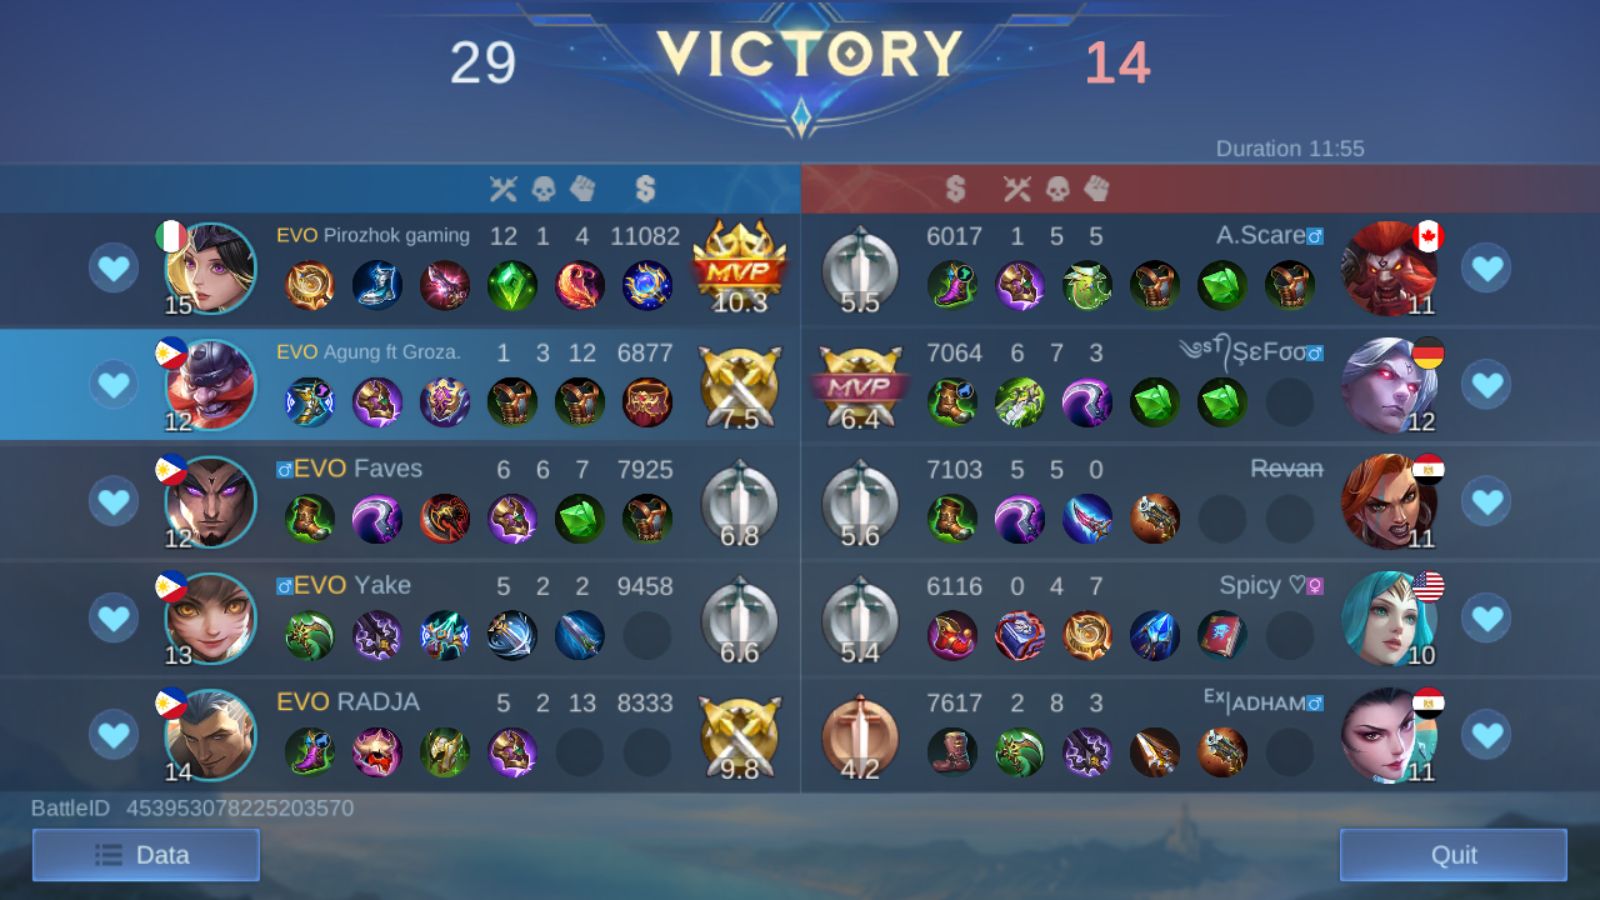 29 VICTORY 14
Duration 11:55
EVO Pirozhok gaming 12 1 4 11082
15 MVP 10.3
6017 1 5 5 A.Scare♂
5.5 11
EVO Agung ft Groza. 1 3 12 6877
12 7.5
7064 6 7 3
MVP 6.4 12
♂EVO Faves 6 6 7 7925
12 6.8
7103 5 5 0 Revan
5.6 11
♂EVO Yake 5 2 2 9458
13 6.6
6116 0 4 7 Spicy ♡♀
5.4 10
EVO RADJA 5 2 13 8333
14 9.8
7617 2 8 3 Ex|ADHAM♂
4.2 11
BattleID 453953078225203570
Data
Quit